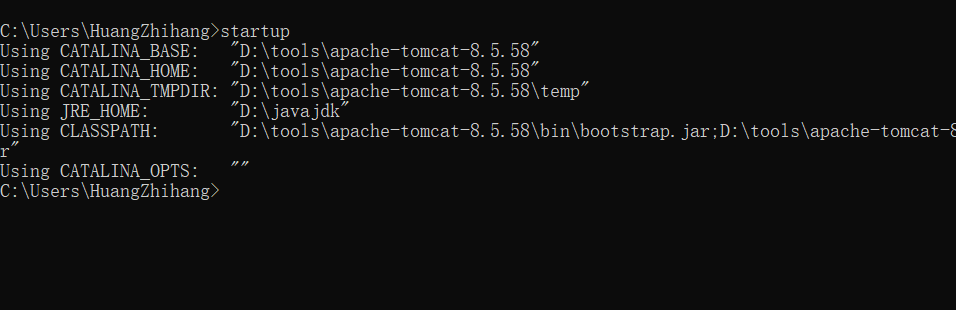 C:\Users\HuangZhihang>startup
Using CATALINA_BASE:   "D:\tools\apache-tomcat-8.5.58"
Using CATALINA_HOME:   "D:\tools\apache-tomcat-8.5.58"
Using CATALINA_TMPDIR: "D:\tools\apache-tomcat-8.5.58\temp"
Using JRE_HOME:        "D:\javajdk"
Using CLASSPATH:       "D:\tools\apache-tomcat-8.5.58\bin\bootstrap.jar;D:\tools\apache-tomcat-8
r"
Using CATALINA_OPTS:   ""
C:\Users\HuangZhihang>